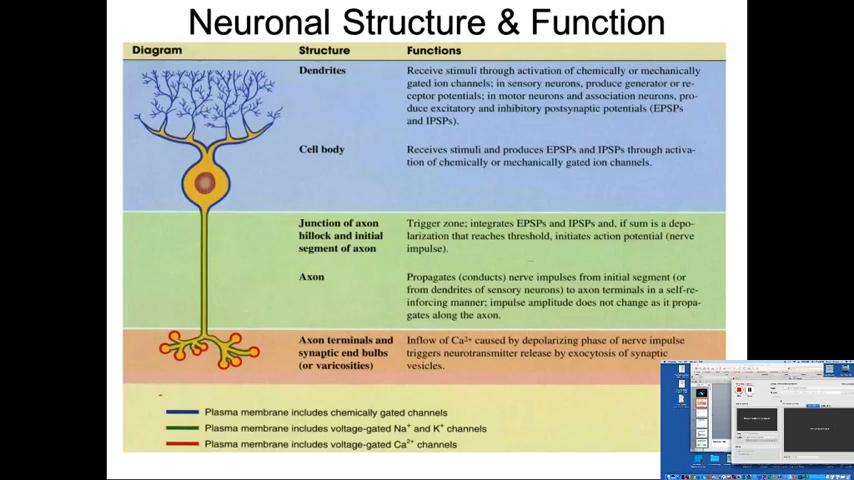 Neuronal Structure & Function
Diagram Structure Functions
Dendrites
Receive stimuli through activation of chemically or mechanically
gated ion channels; in sensory neurons, produce generator or re-
ceptor potentials; in motor neurons and association neurons, pro-
duce excitatory and inhibitory postsynaptic potentials (EPSPs
and IPSPs).
Cell body
Receives stimuli and produces EPSPs and IPSPs through activa-
tion of chemically or mechanically gated ion channels.
Junction of axon
hillock and initial
segment of axon
Trigger zone; integrates EPSPs and IPSPs and, if sum is a depo-
larization that reaches threshold, initiates action potential (nerve
impulse).
Axon
Propagates (conducts) nerve impulses from initial segment (or
from dendrites of sensory neurons) to axon terminals in a self-re-
inforcing manner; impulse amplitude does not change as it propa-
gates along the axon.
Axon terminals and
synaptic end bulbs
(or varicosities)
Inflow of Ca²⁺ caused by depolarizing phase of nerve impulse
triggers neurotransmitter release by exocytosis of synaptic
vesicles.
Plasma membrane includes chemically gated channels
Plasma membrane includes voltage-gated Na⁺ and K⁺ channels
Plasma membrane includes voltage-gated Ca²⁺ channels